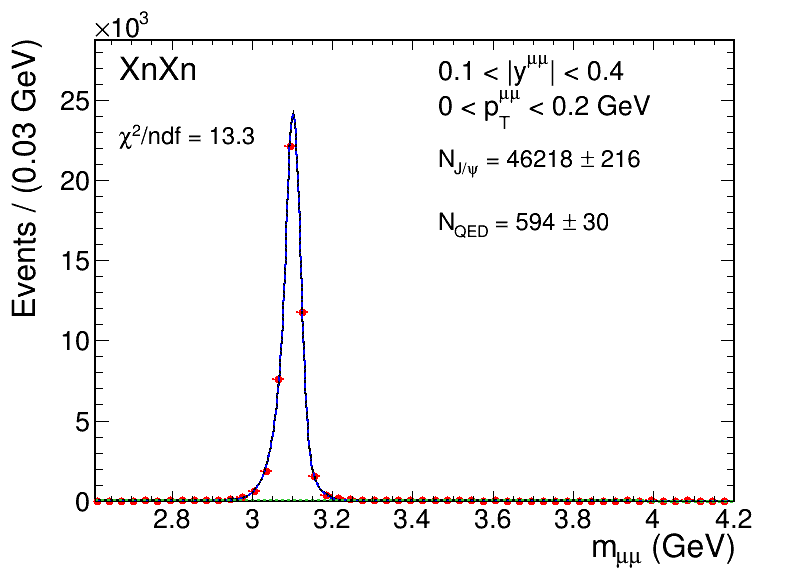 ×10³
XnXn
0.1 < |y^μμ| < 0.4
0 < p_T^μμ < 0.2 GeV
χ²/ndf = 13.3
N_J/ψ = 46218 ± 216
N_QED = 594 ± 30
Events / (0.03 GeV)
25
20
15
10
5
0
2.8 3 3.2 3.4 3.6 3.8 4 4.2
m_μμ (GeV)